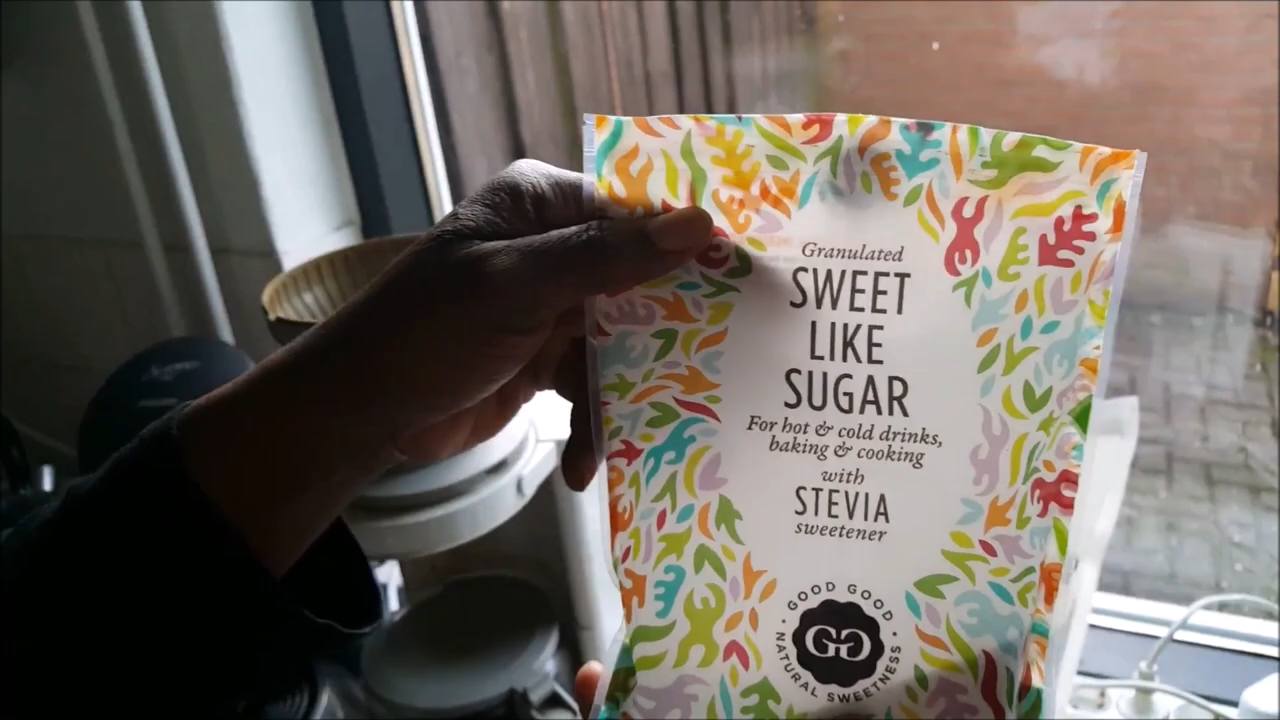 Granulated
SWEET
LIKE
SUGAR
For hot & cold drinks,
baking & cooking
with
STEVIA
sweetener
GOOD GOOD
GG
NATURAL SWEETNESS